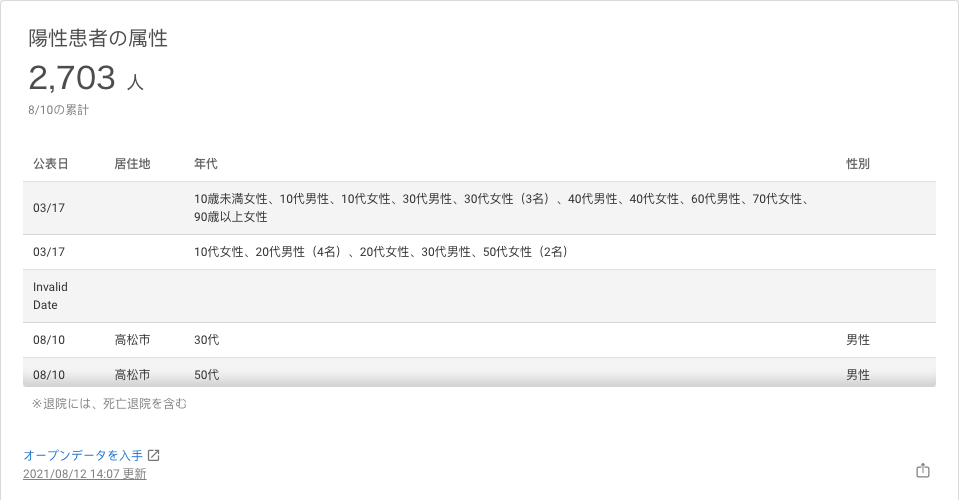 陽性患者の属性
2,703 人
8/10の累計
公表日 居住地 年代 性別
03/17 10歳未満女性、10代男性、10代女性、30代男性、30代女性（3名）、40代男性、40代女性、60代男性、70代女性、
90歳以上女性
03/17 10代女性、20代男性（4名）、20代女性、30代男性、50代女性（2名）
Invalid
Date
08/10 高松市 30代 男性
08/10 高松市 50代 男性
※退院には、死亡退院を含む
オープンデータを入手
2021/08/12 14:07 更新